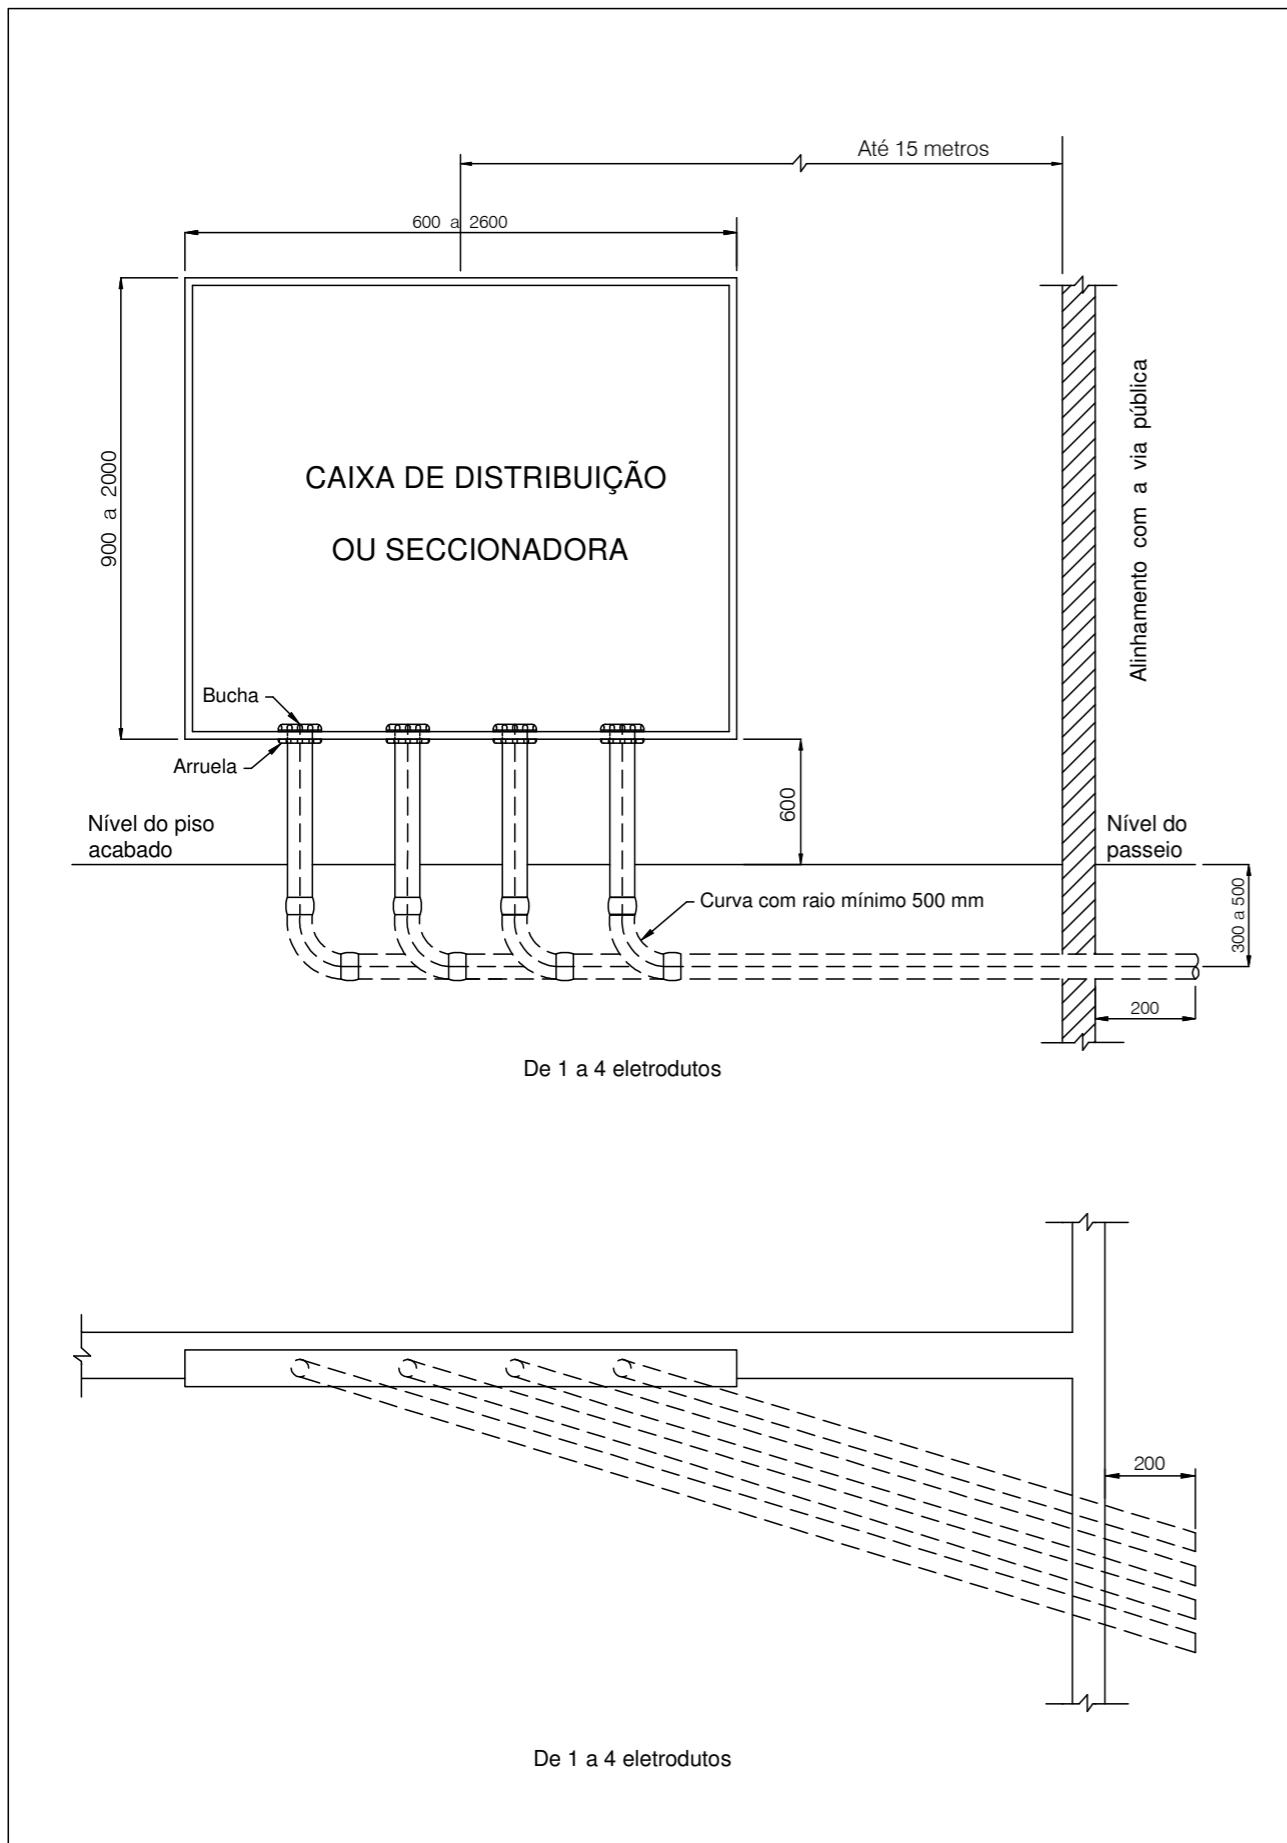 Até 15 metros
600 a 2600
900 a 2000
CAIXA DE DISTRIBUIÇÃO
OU SECCIONADORA
Alinhamento com a via pública
Bucha
Arruela
600
Nível do piso
acabado
Nível do
passeio
Curva com raio mínimo 500 mm
300 a 500
200
De 1 a 4 eletrodutos
200
De 1 a 4 eletrodutos